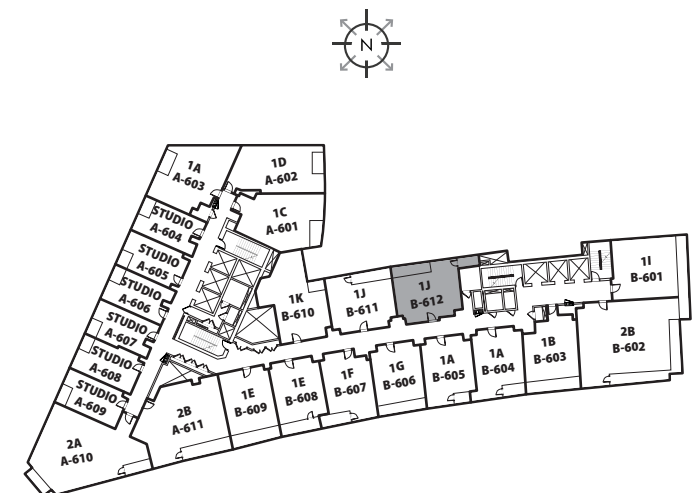 N
1D
A-602
1A
A-603
1C
A-601
STUDIO
A-604
STUDIO
A-605
STUDIO
A-606
STUDIO
A-607
STUDIO
A-608
STUDIO
A-609
2A
A-610
2B
A-611
1K
B-610
1J
B-611
1J
B-612
1I
B-601
1E
B-609
1E
B-608
1F
B-607
1G
B-606
1A
B-605
1A
B-604
1B
B-603
2B
B-602